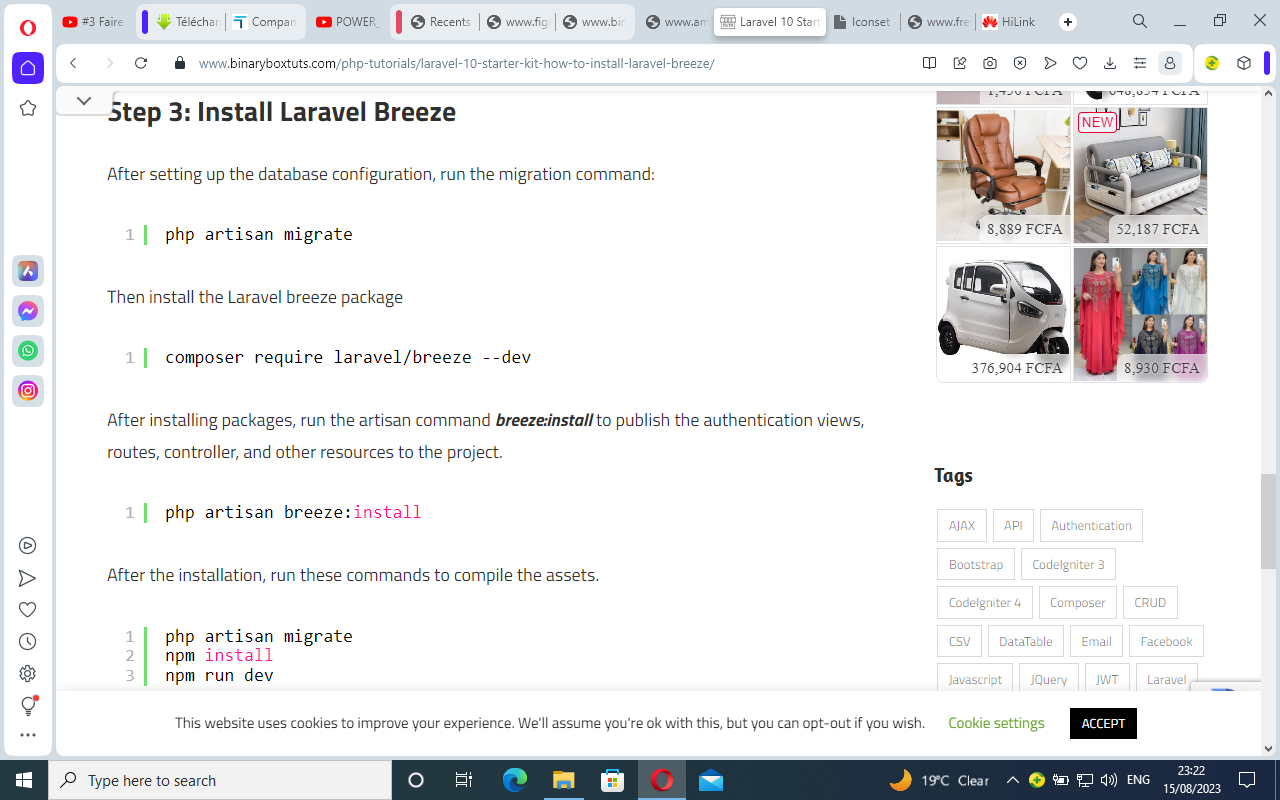 #3 Faire
Téléchar
Compan
POWER_
Recents
www.fig
www.bin
www.am
Laravel 10 Start
Iconset
www.fre
HiLink
www.binaryboxtuts.com/php-tutorials/laravel-10-starter-kit-how-to-install-laravel-breeze/
Step 3: Install Laravel Breeze
After setting up the database configuration, run the migration command:
1 php artisan migrate
Then install the Laravel breeze package
1 composer require laravel/breeze --dev
After installing packages, run the artisan command breeze:install to publish the authentication views,
routes, controller, and other resources to the project.
1 php artisan breeze:install
After the installation, run these commands to compile the assets.
1 php artisan migrate
2 npm install
3 npm run dev
1,490 FCFA
648,894 FCFA
NEW
8,889 FCFA
52,187 FCFA
376,904 FCFA
8,930 FCFA
Tags
AJAX API Authentication
Bootstrap CodeIgniter 3
CodeIgniter 4 Composer CRUD
CSV DataTable Email Facebook
Javascript JQuery JWT Laravel
This website uses cookies to improve your experience. We'll assume you're ok with this, but you can opt-out if you wish. Cookie settings ACCEPT
Type here to search
19°C Clear
ENG
23:22
15/08/2023